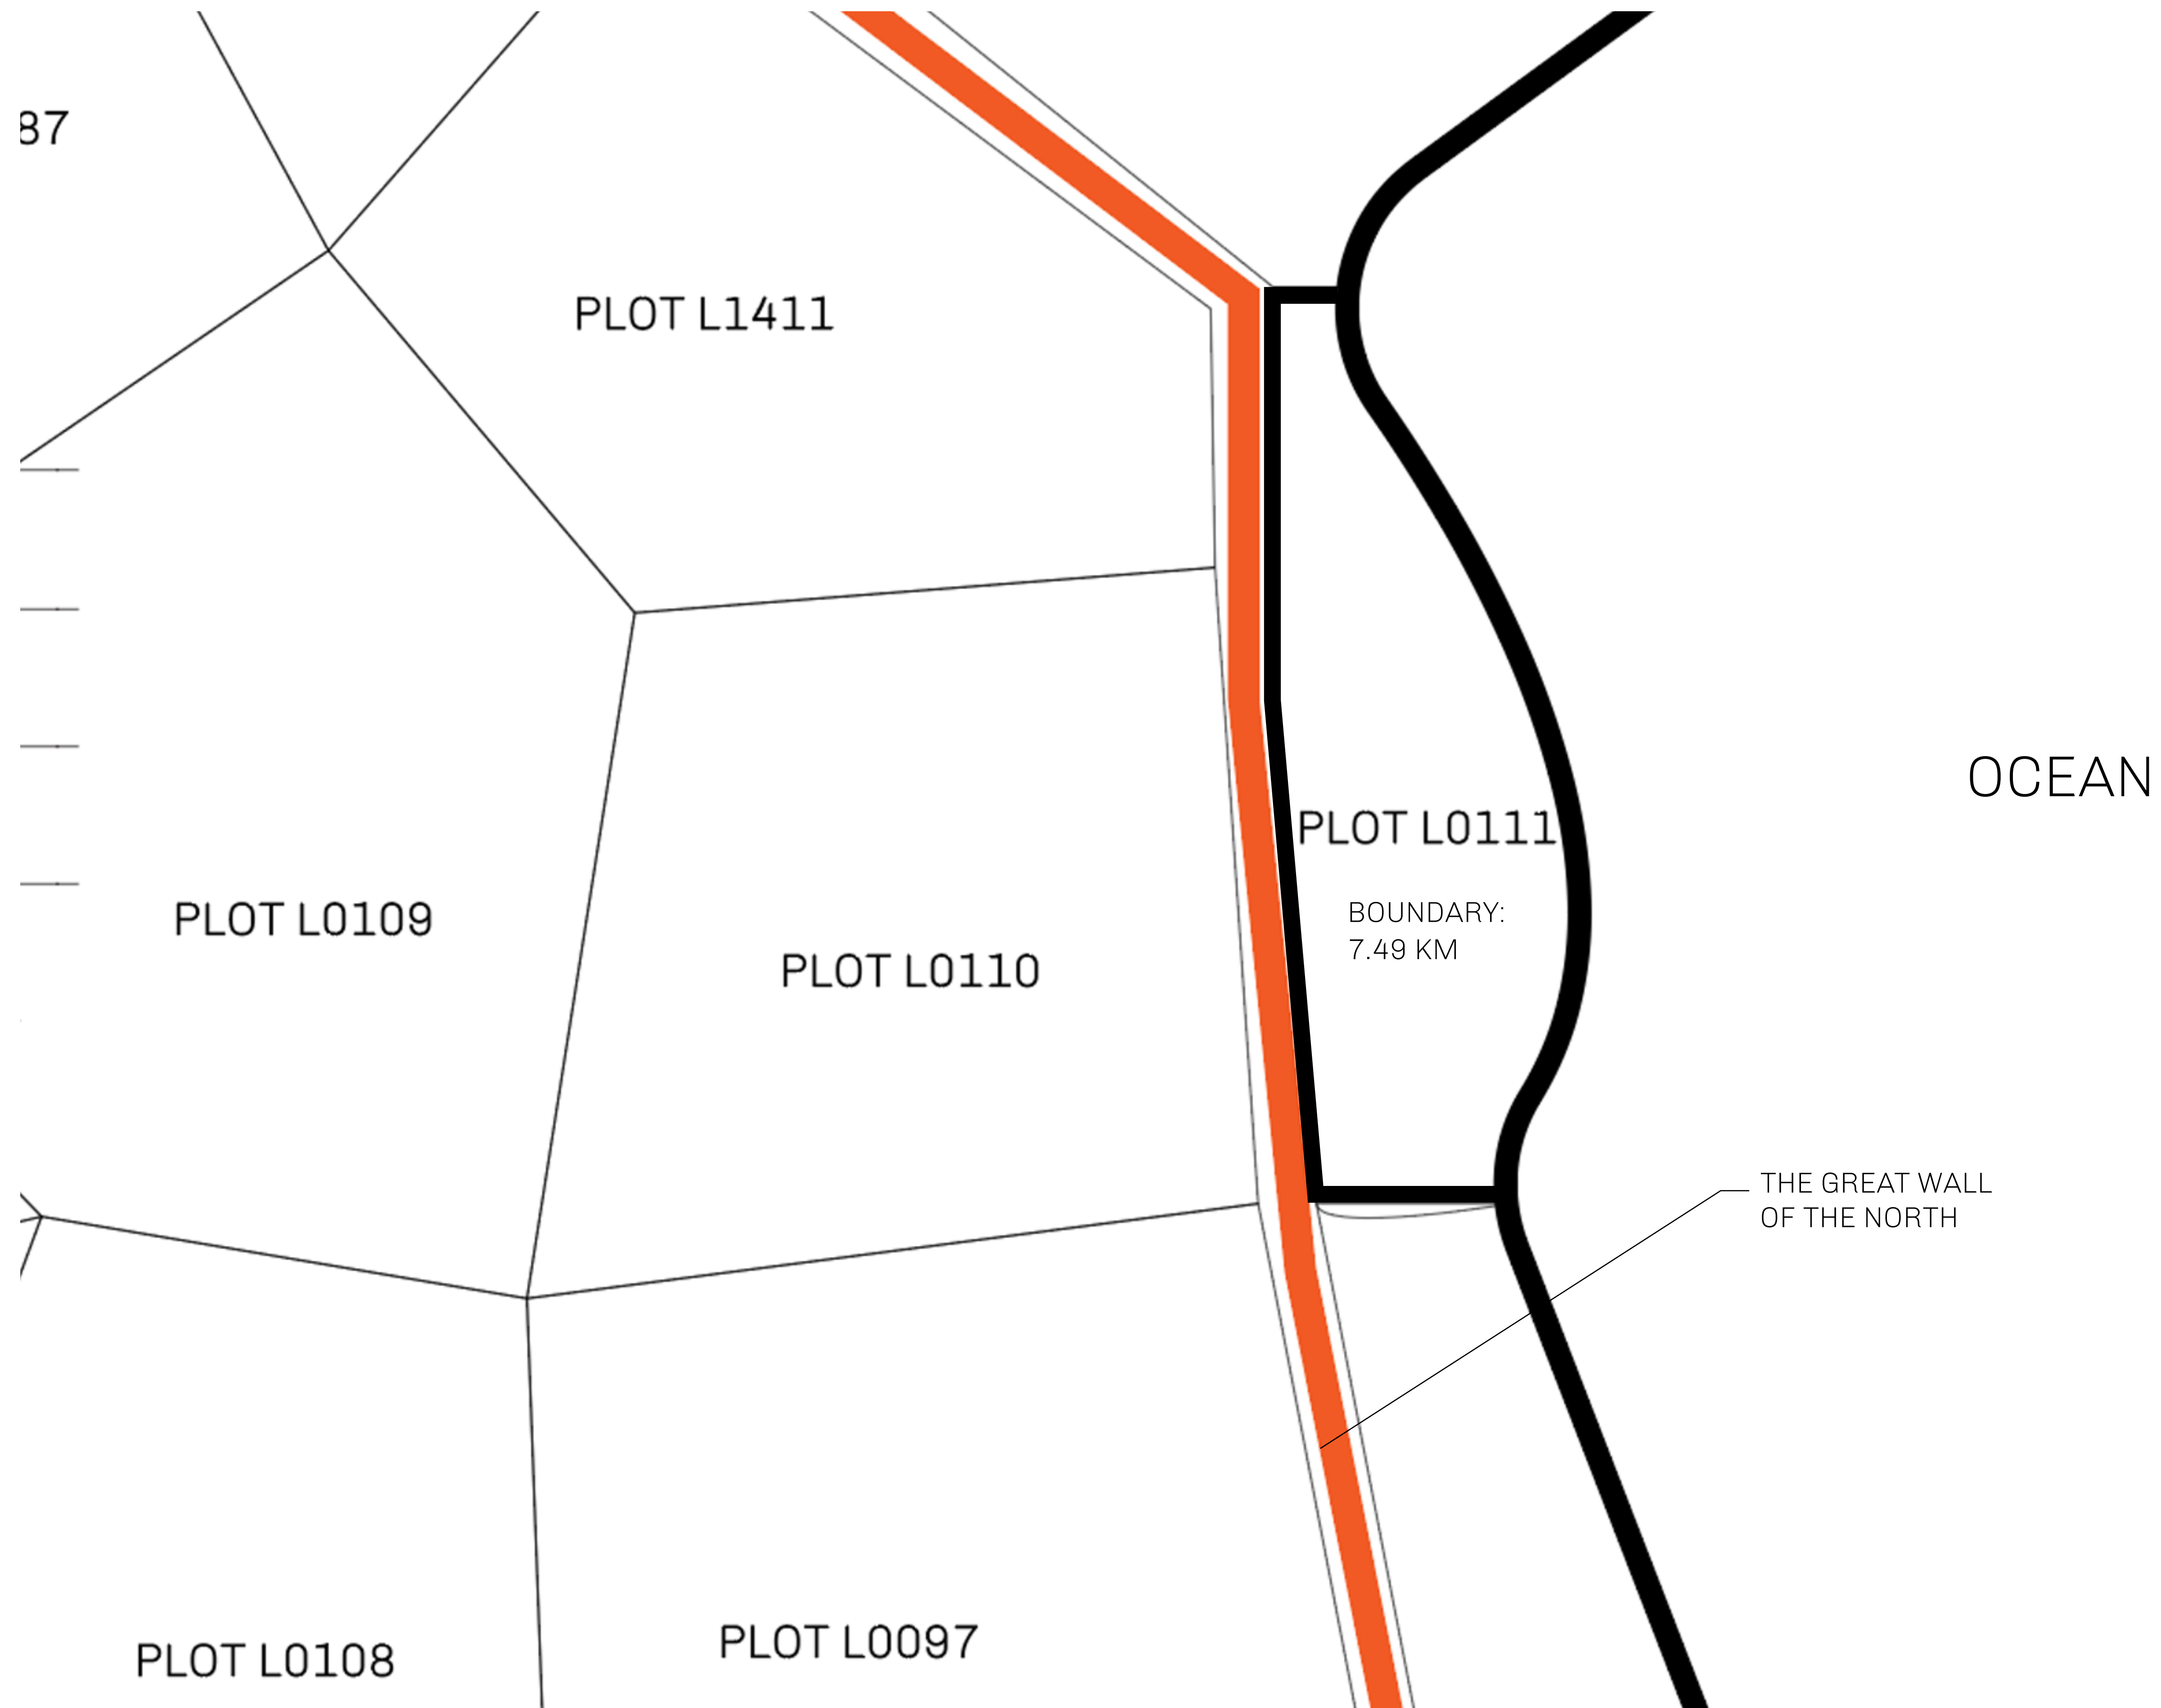 87
PLOT L1411
OCEAN
PLOT L0111
BOUNDARY:
7.49 KM
PLOT L0109
PLOT L0110
THE GREAT WALL
OF THE NORTH
PLOT L0097
PLOT L0108